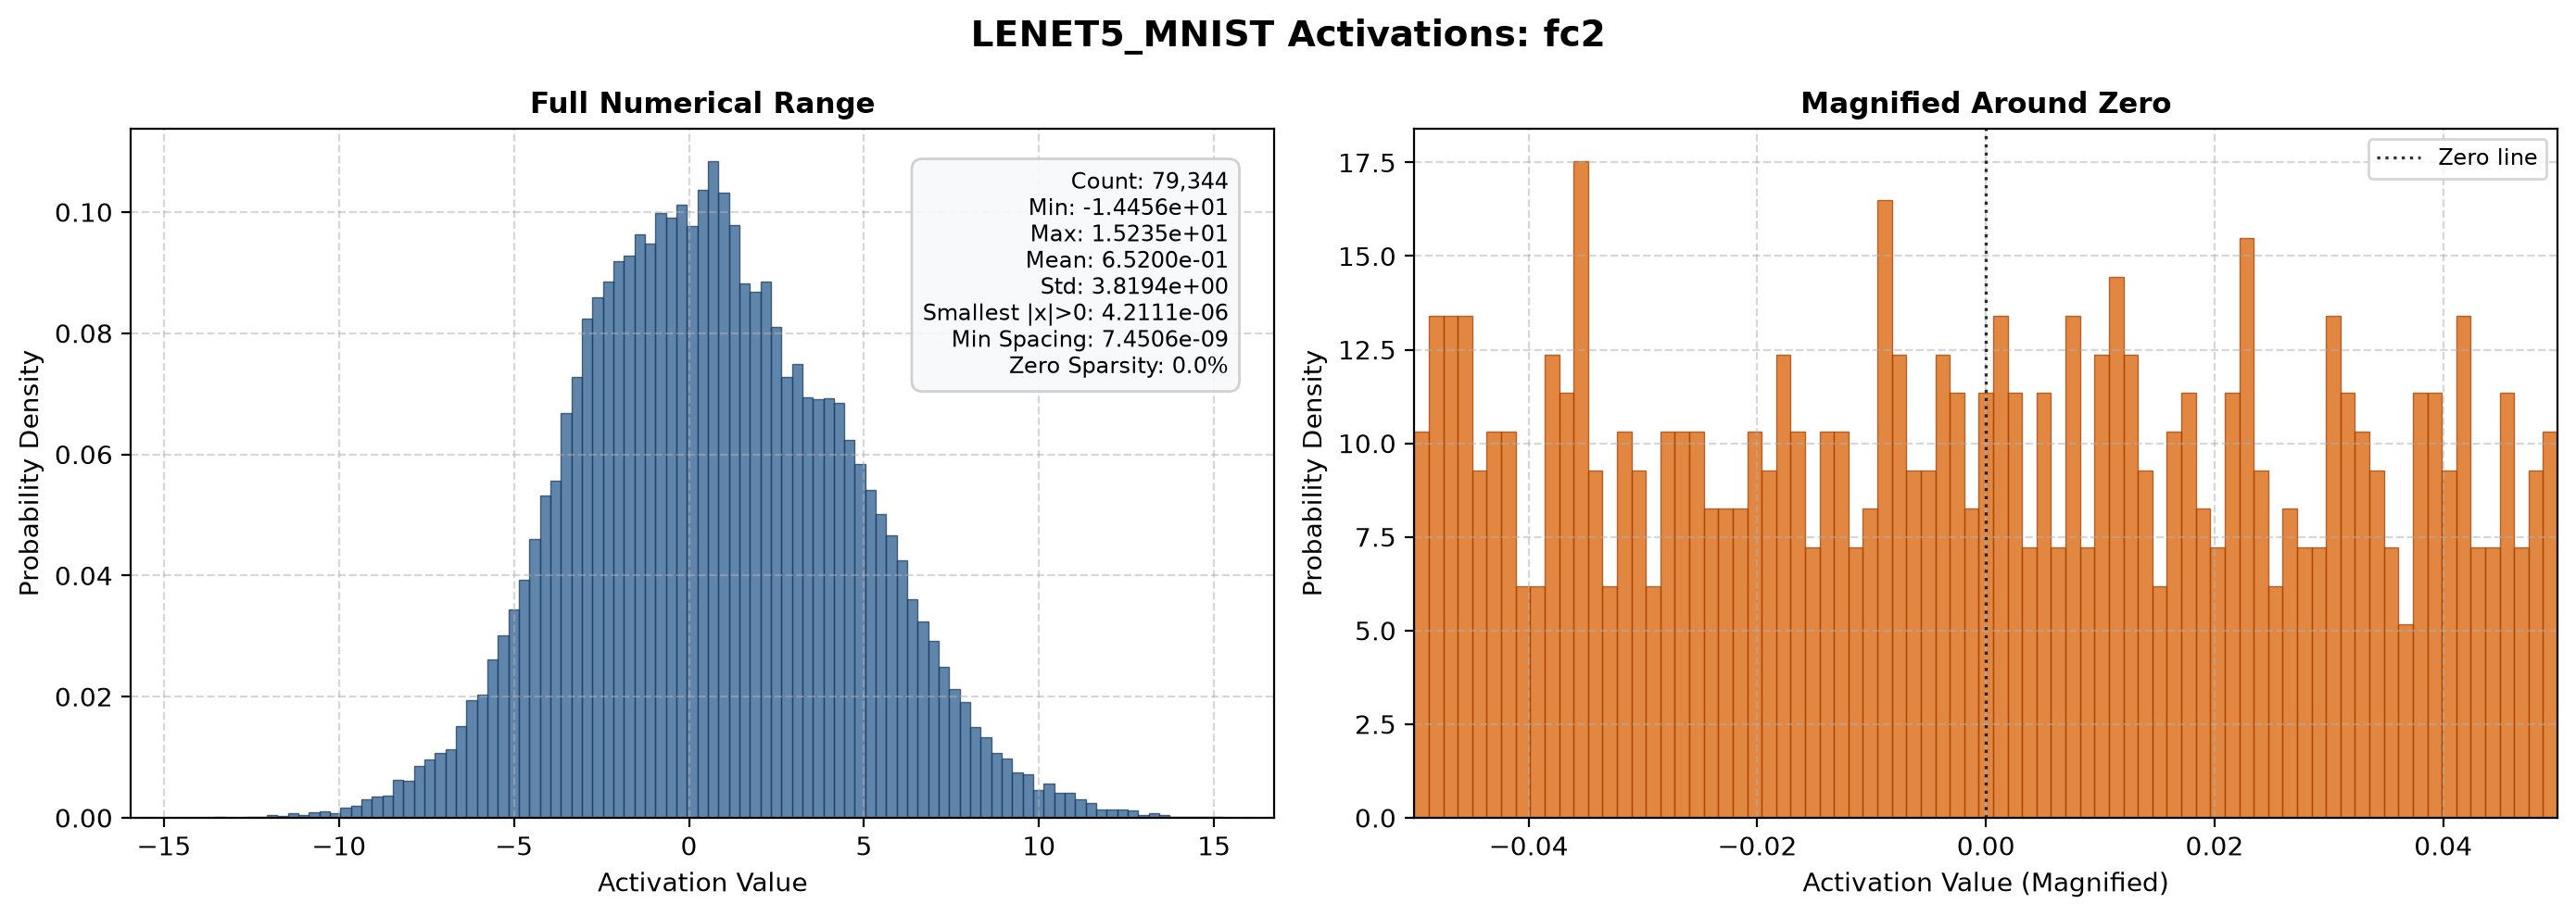 LENET5_MNIST Activations: fc2
Full Numerical Range
Probability Density
0.10
0.08
0.06
0.04
0.02
0.00
Count: 79,344
Min: -1.4456e+01
Max: 1.5235e+01
Mean: 6.5200e-01
Std: 3.8194e+00
Smallest |x|>0: 4.2111e-06
Min Spacing: 7.4506e-09
Zero Sparsity: 0.0%
−15 −10 −5 0 5 10 15
Activation Value
Magnified Around Zero
Probability Density
17.5
15.0
12.5
10.0
7.5
5.0
2.5
0.0
Zero line
−0.04 −0.02 0.00 0.02 0.04
Activation Value (Magnified)